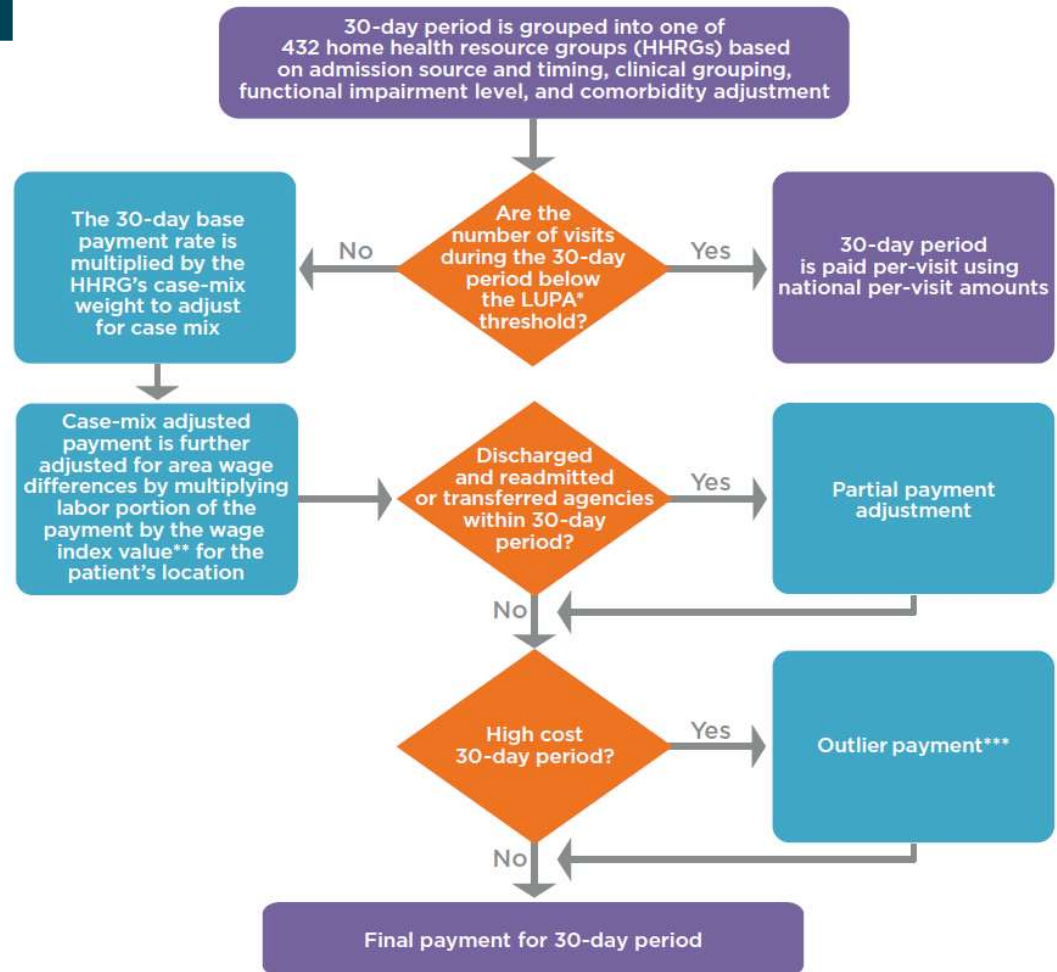 30-day period is grouped into one of
432 home health resource groups (HHRGs) based
on admission source and timing, clinical grouping,
functional impairment level, and comorbidity adjustment
Are the
number of visits
during the 30-day
period below
the LUPA*
threshold?
No
Yes
The 30-day base
payment rate is
multiplied by the
HHRG's case-mix
weight to adjust
for case mix
30-day period
is paid per-visit using
national per-visit amounts
Case-mix adjusted
payment is further
adjusted for area wage
differences by multiplying
labor portion of the
payment by the wage
index value** for the
patient's location
Discharged
and readmitted
or transferred agencies
within 30-day
period?
Yes
Partial payment
adjustment
No
High cost
30-day period?
Yes
Outlier payment***
No
Final payment for 30-day period